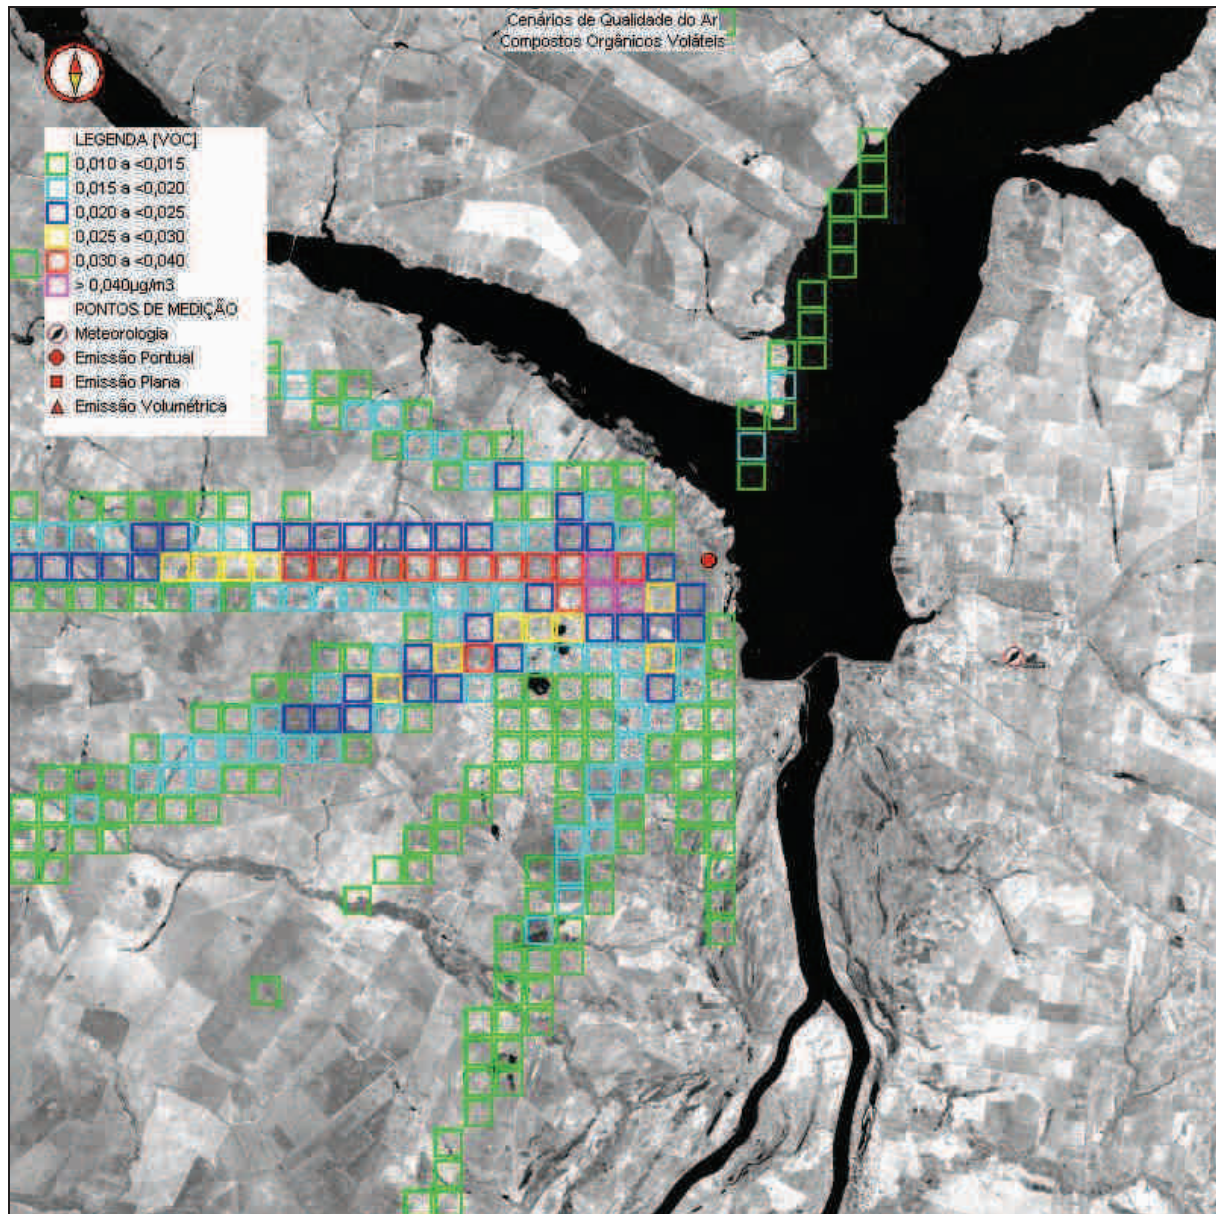 Cenários de Qualidade do Ar
Compostos Orgânicos Voláteis
LEGENDA [VOC]
0,010 a <0,015
0,015 a <0,020
0,020 a <0,025
0,025 a <0,030
0,030 a <0,040
> 0,040µg/m3
PONTOS DE MEDIÇÃO
Meteorologia
Emissão Pontual
Emissão Plana
Emissão Volumétrica